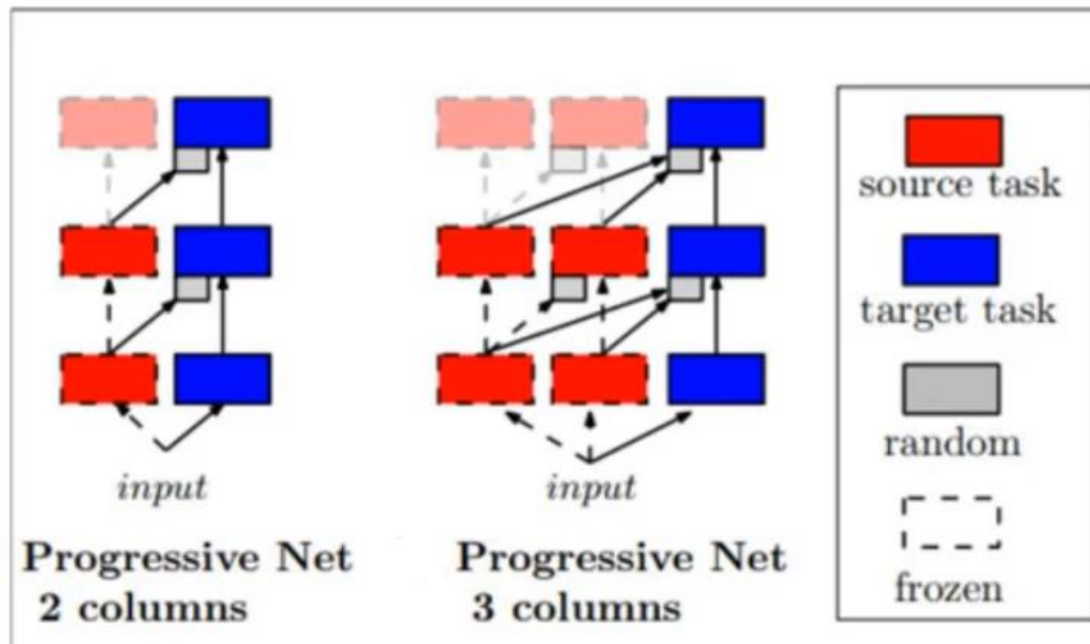 input
input
Progressive Net
2 columns
Progressive Net
3 columns
source task
target task
random
frozen